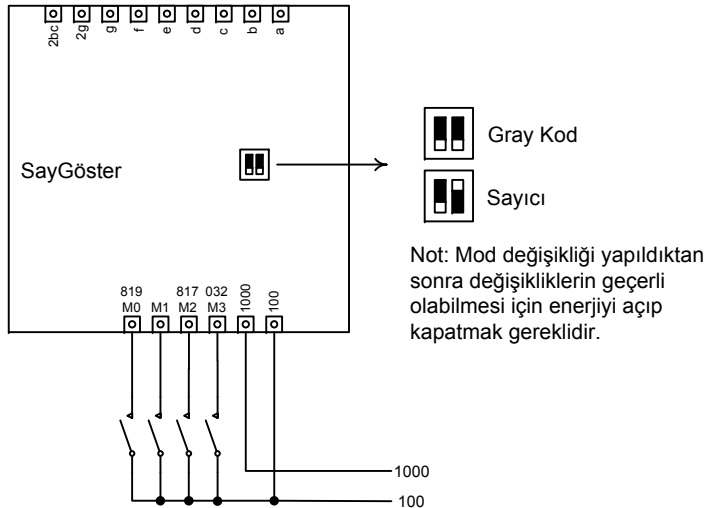 2bc 2g g f e d c b a
SayGöster
Gray Kod
Sayıcı
Not: Mod değişikliği yapıldıktan
sonra değişikliklerin geçerli
olabilmesi için enerjiyi açıp
kapatmak gereklidir.
819 817 032
M0 M1 M2 M3 1000 100
1000
100